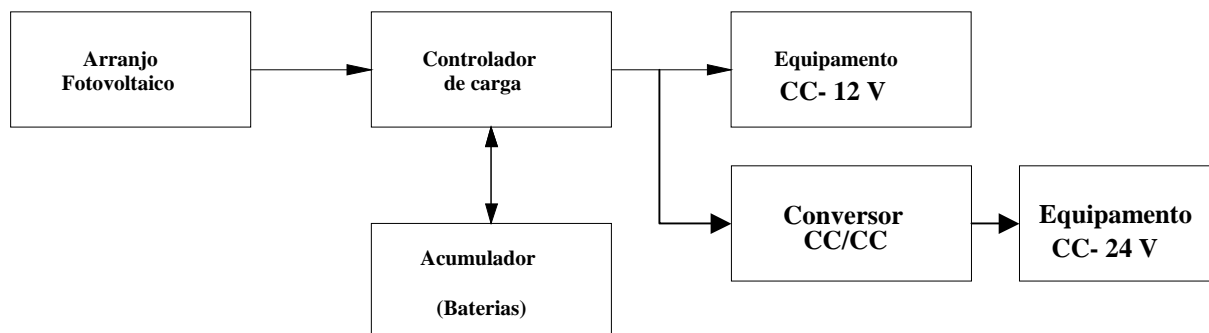 Arranjo
Fotovoltaico
Controlador
de carga
Equipamento
CC- 12 V
Conversor
CC/CC
Equipamento
CC- 24 V
Acumulador
(Baterias)